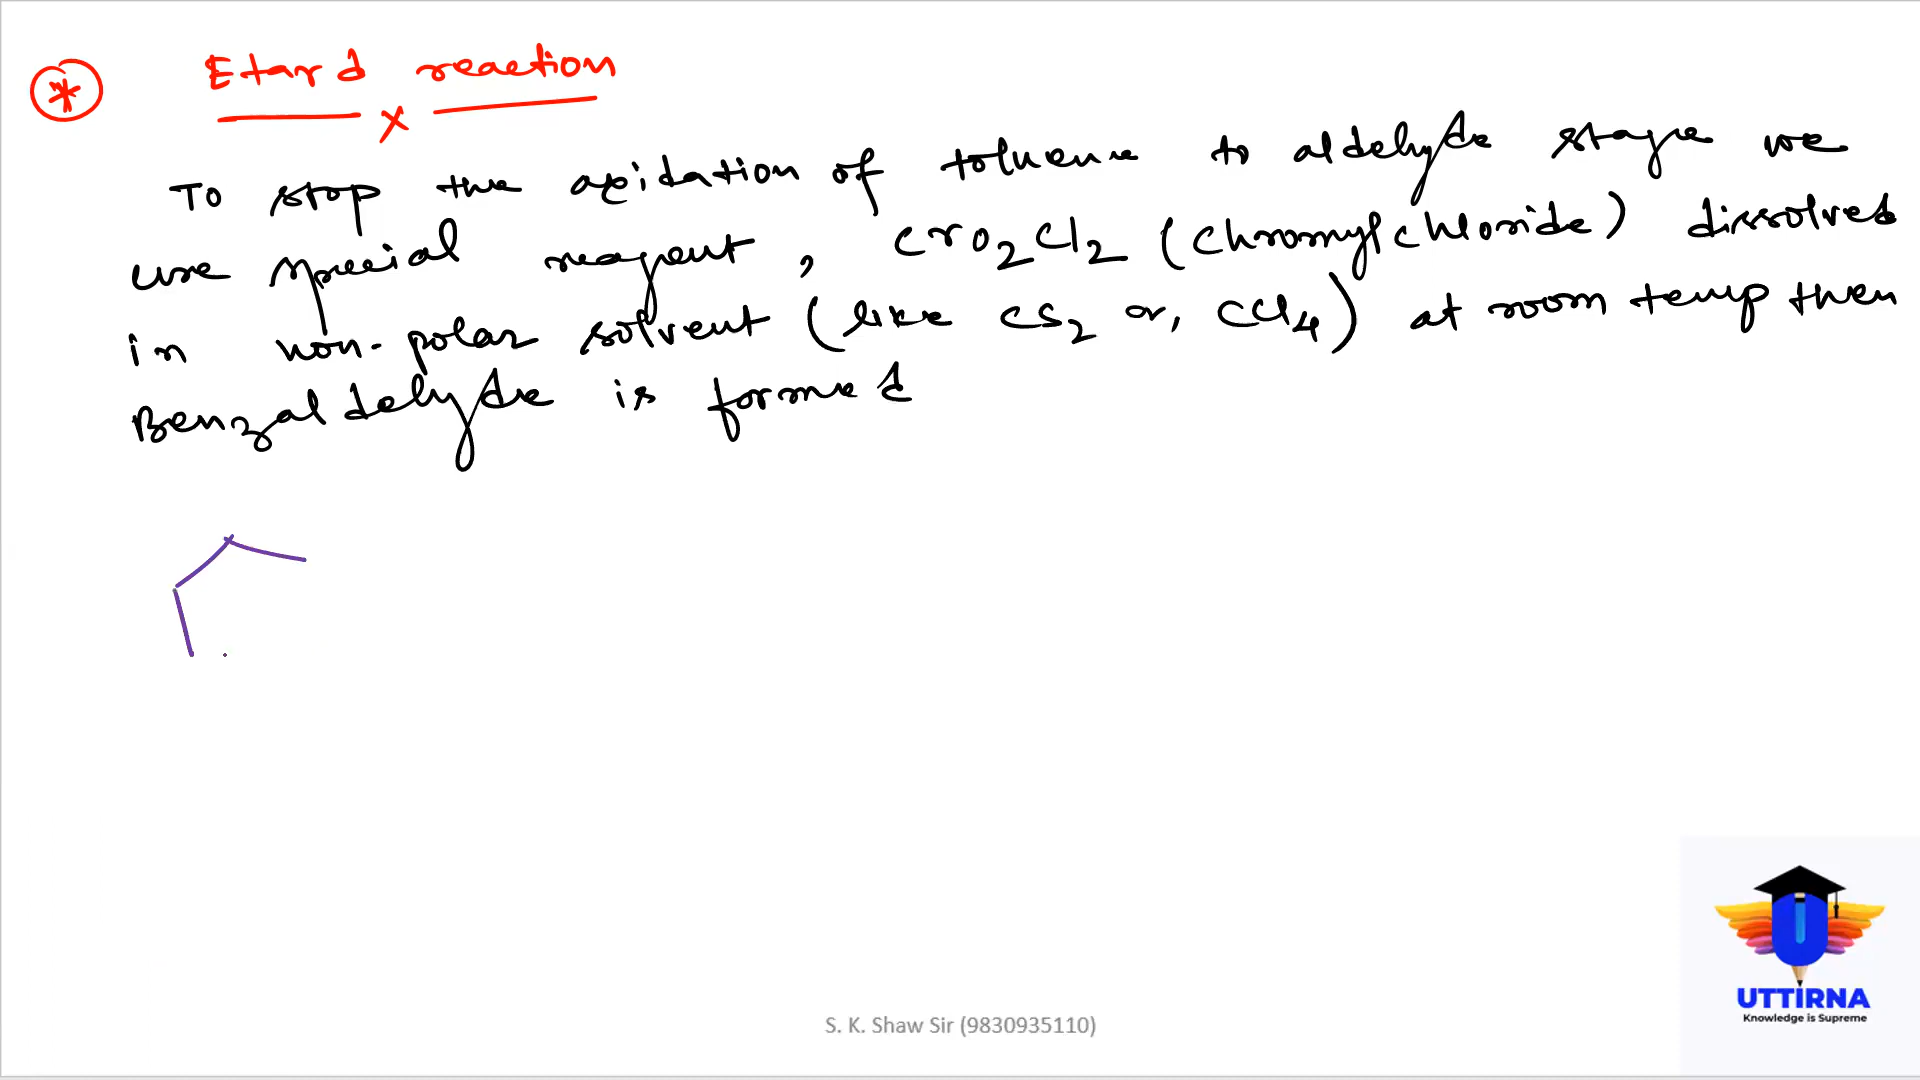 * Etard reaction
To stop the oxidation of toluene to aldehyde stage we
use special reagent, CrO2Cl2 (chromyl chloride) dissolved
in non-polar solvent (like CS2 or, CCl4) at room temp then
Benzaldehyde is formed
UTTIRNA
Knowledge is Supreme
S. K. Shaw Sir (9830935110)